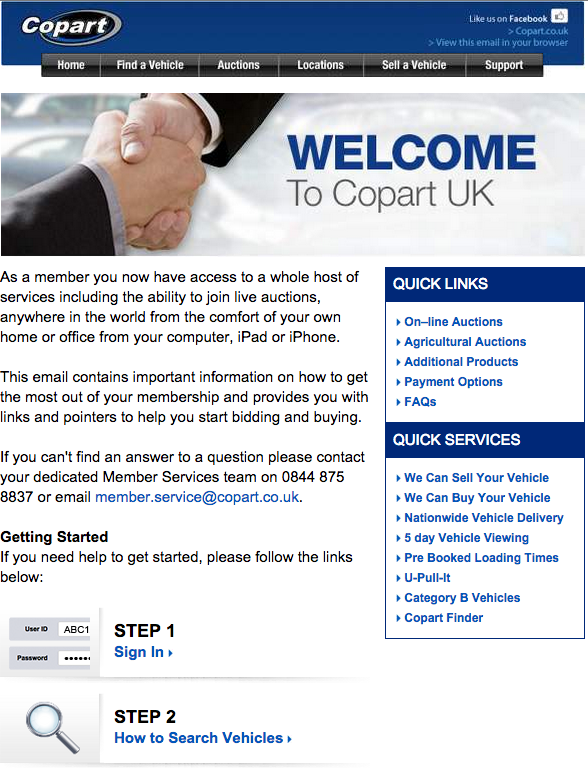 Copart
Like us on Facebook
> Copart.co.uk
> View this email in your browser
Home Find a Vehicle Auctions Locations Sell a Vehicle Support
WELCOME
To Copart UK
As a member you now have access to a whole host of
services including the ability to join live auctions,
anywhere in the world from the comfort of your own
home or office from your computer, iPad or iPhone.
This email contains important information on how to get
the most out of your membership and provides you with
links and pointers to help you start bidding and buying.
If you can't find an answer to a question please contact
your dedicated Member Services team on 0844 875
8837 or email member.service@copart.co.uk.
Getting Started
If you need help to get started, please follow the links
below:
User ID ABC1
Password ••••••
STEP 1
Sign In
STEP 2
How to Search Vehicles
QUICK LINKS
On–line Auctions
Agricultural Auctions
Additional Products
Payment Options
FAQs
QUICK SERVICES
We Can Sell Your Vehicle
We Can Buy Your Vehicle
Nationwide Vehicle Delivery
5 day Vehicle Viewing
Pre Booked Loading Times
U-Pull-It
Category B Vehicles
Copart Finder